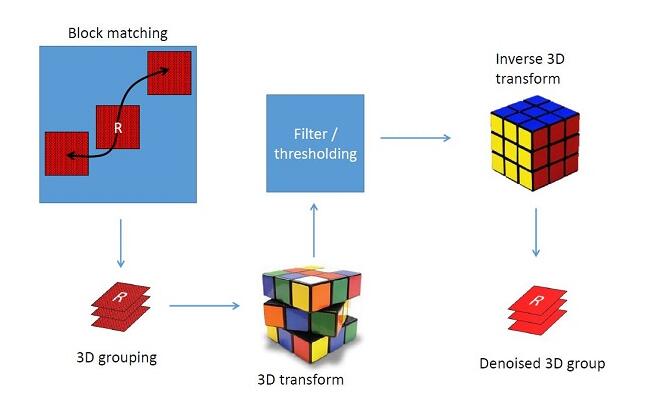 Block matching
R
R
3D grouping
3D transform
Filter /
thresholding
Inverse 3D
transform
R
Denoised 3D group